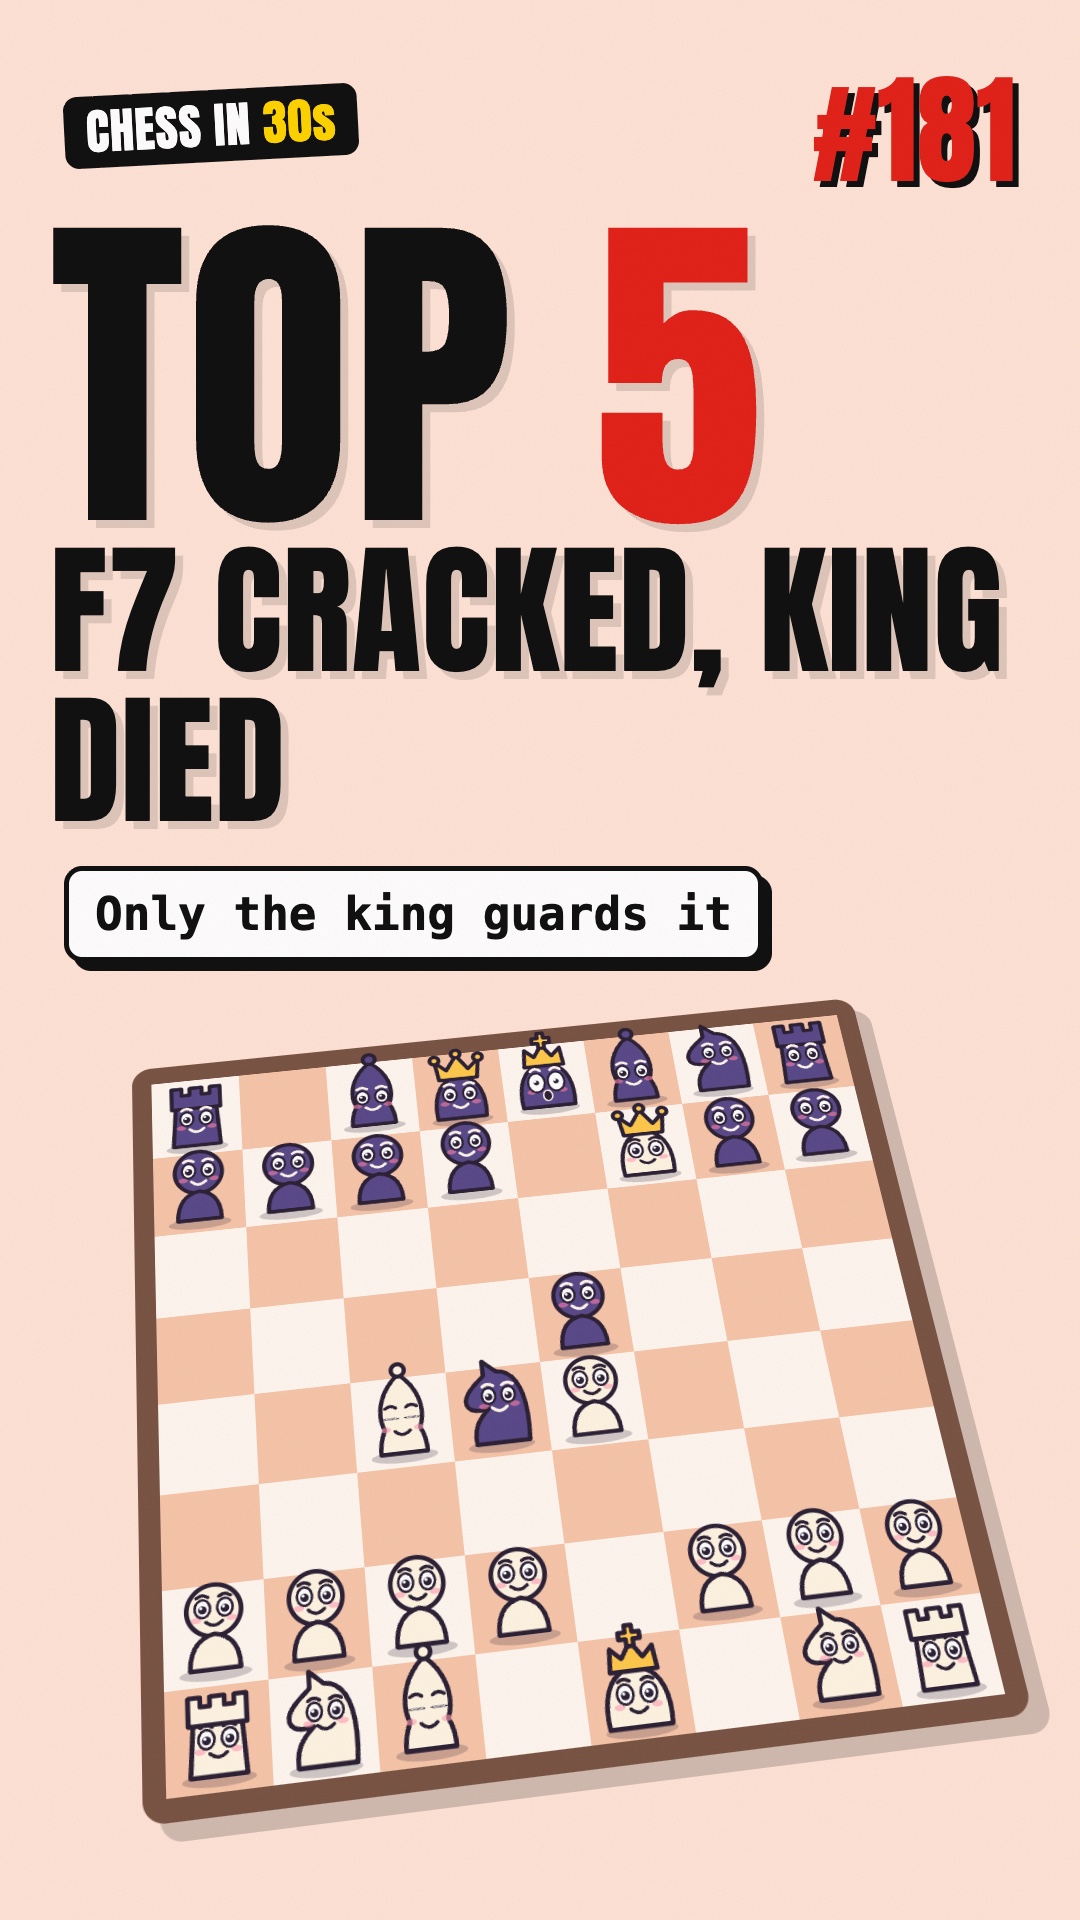 CHESS IN 30s
#181
TOP 5
F7 CRACKED, KING
DIED
Only the king guards it